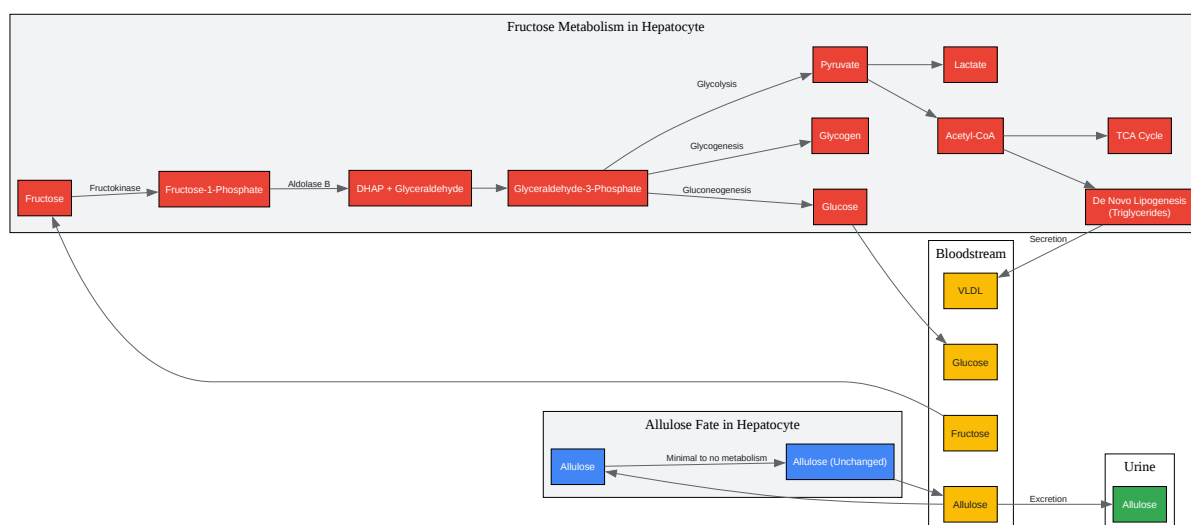 Fructose Metabolism in Hepatocyte
Pyruvate
Lactate
Glycolysis
Glycogen
Acetyl-CoA
TCA Cycle
Glycogenesis
Fructose
Fructokinase
Fructose-1-Phosphate
Aldolase B
DHAP + Glyceraldehyde
Glyceraldehyde-3-Phosphate
Gluconeogenesis
Glucose
De Novo Lipogenesis
(Triglycerides)
Secretion
Bloodstream
VLDL
Glucose
Fructose
Allulose
Allulose Fate in Hepatocyte
Allulose
Minimal to no metabolism
Allulose (Unchanged)
Excretion
Urine
Allulose